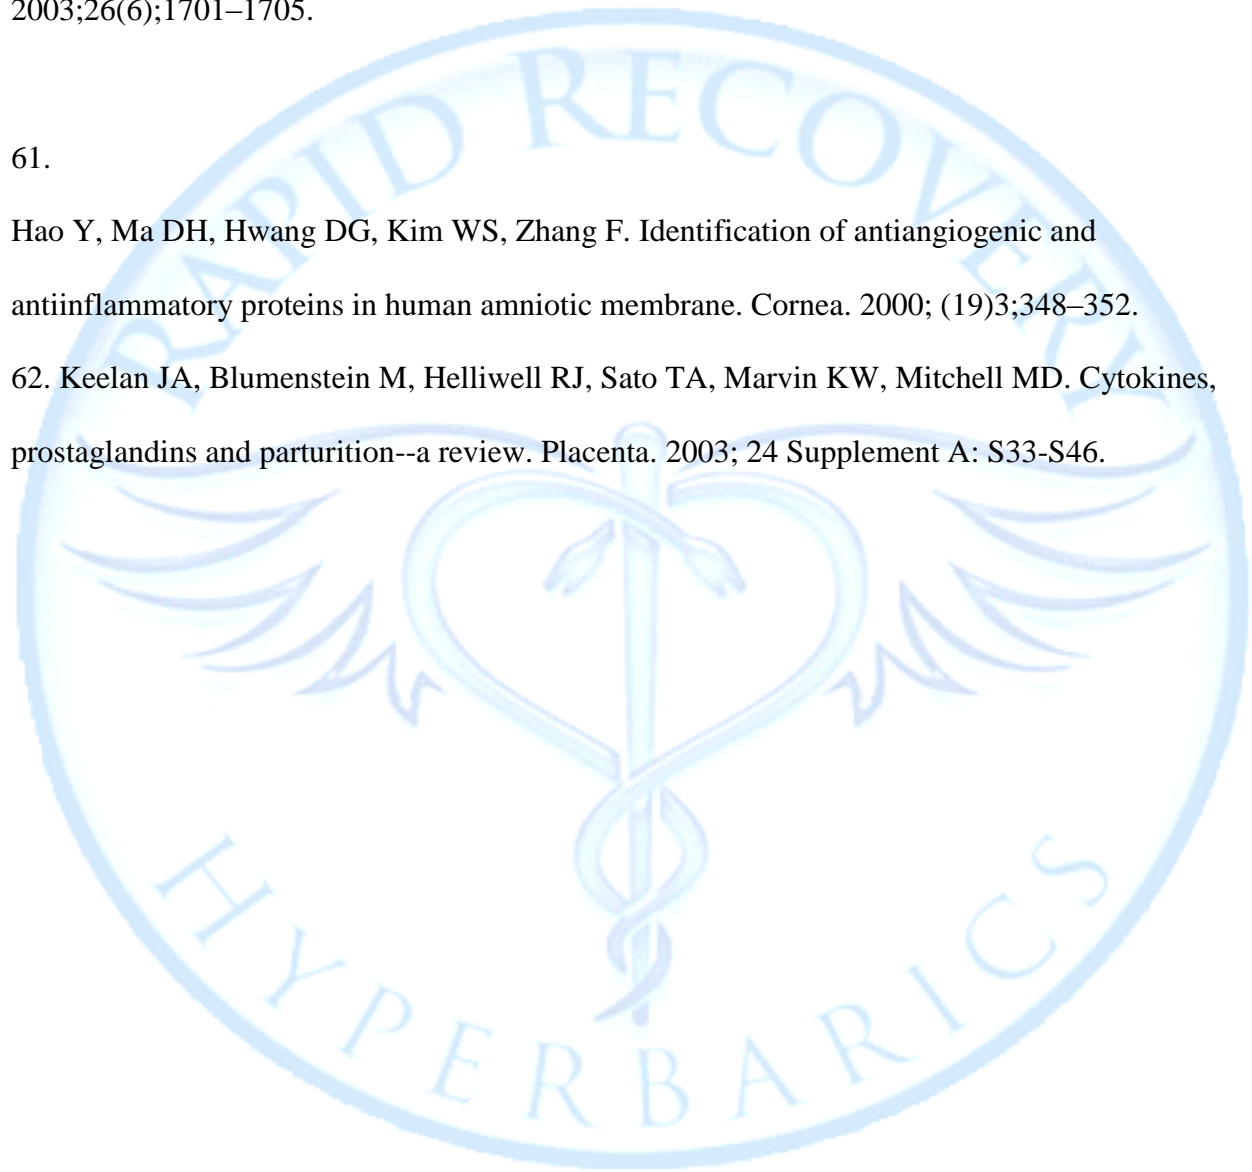 2003;26(6);1701–1705.
61.
Hao Y, Ma DH, Hwang DG, Kim WS, Zhang F. Identification of antiangiogenic and
antiinflammatory proteins in human amniotic membrane. Cornea. 2000; (19)3;348–352.
62. Keelan JA, Blumenstein M, Helliwell RJ, Sato TA, Marvin KW, Mitchell MD. Cytokines,
prostaglandins and parturition--a review. Placenta. 2003; 24 Supplement A: S33-S46.
RAPID RECOVERY
HYPERBARICS